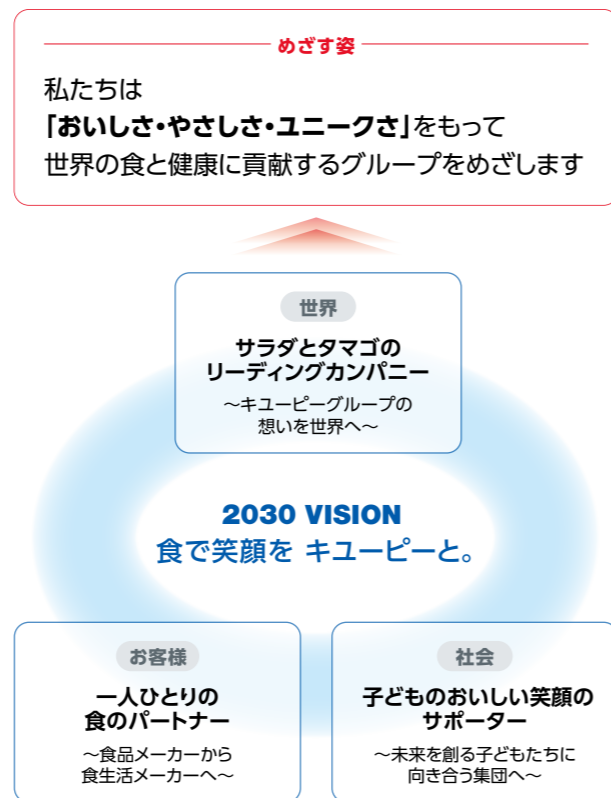 めざす姿
私たちは
「おいしさ・やさしさ・ユニークさ」をもって
世界の食と健康に貢献するグループをめざします
世界
サラダとタマゴの
リーディングカンパニー
～キユーピーグループの
想いを世界へ～
2030 VISION
食で笑顔を キユーピーと。
お客様
一人ひとりの
食のパートナー
～食品メーカーから
食生活メーカーへ～
社会
子どものおいしい笑顔の
サポーター
～未来を創る子どもたちに
向き合う集団へ～